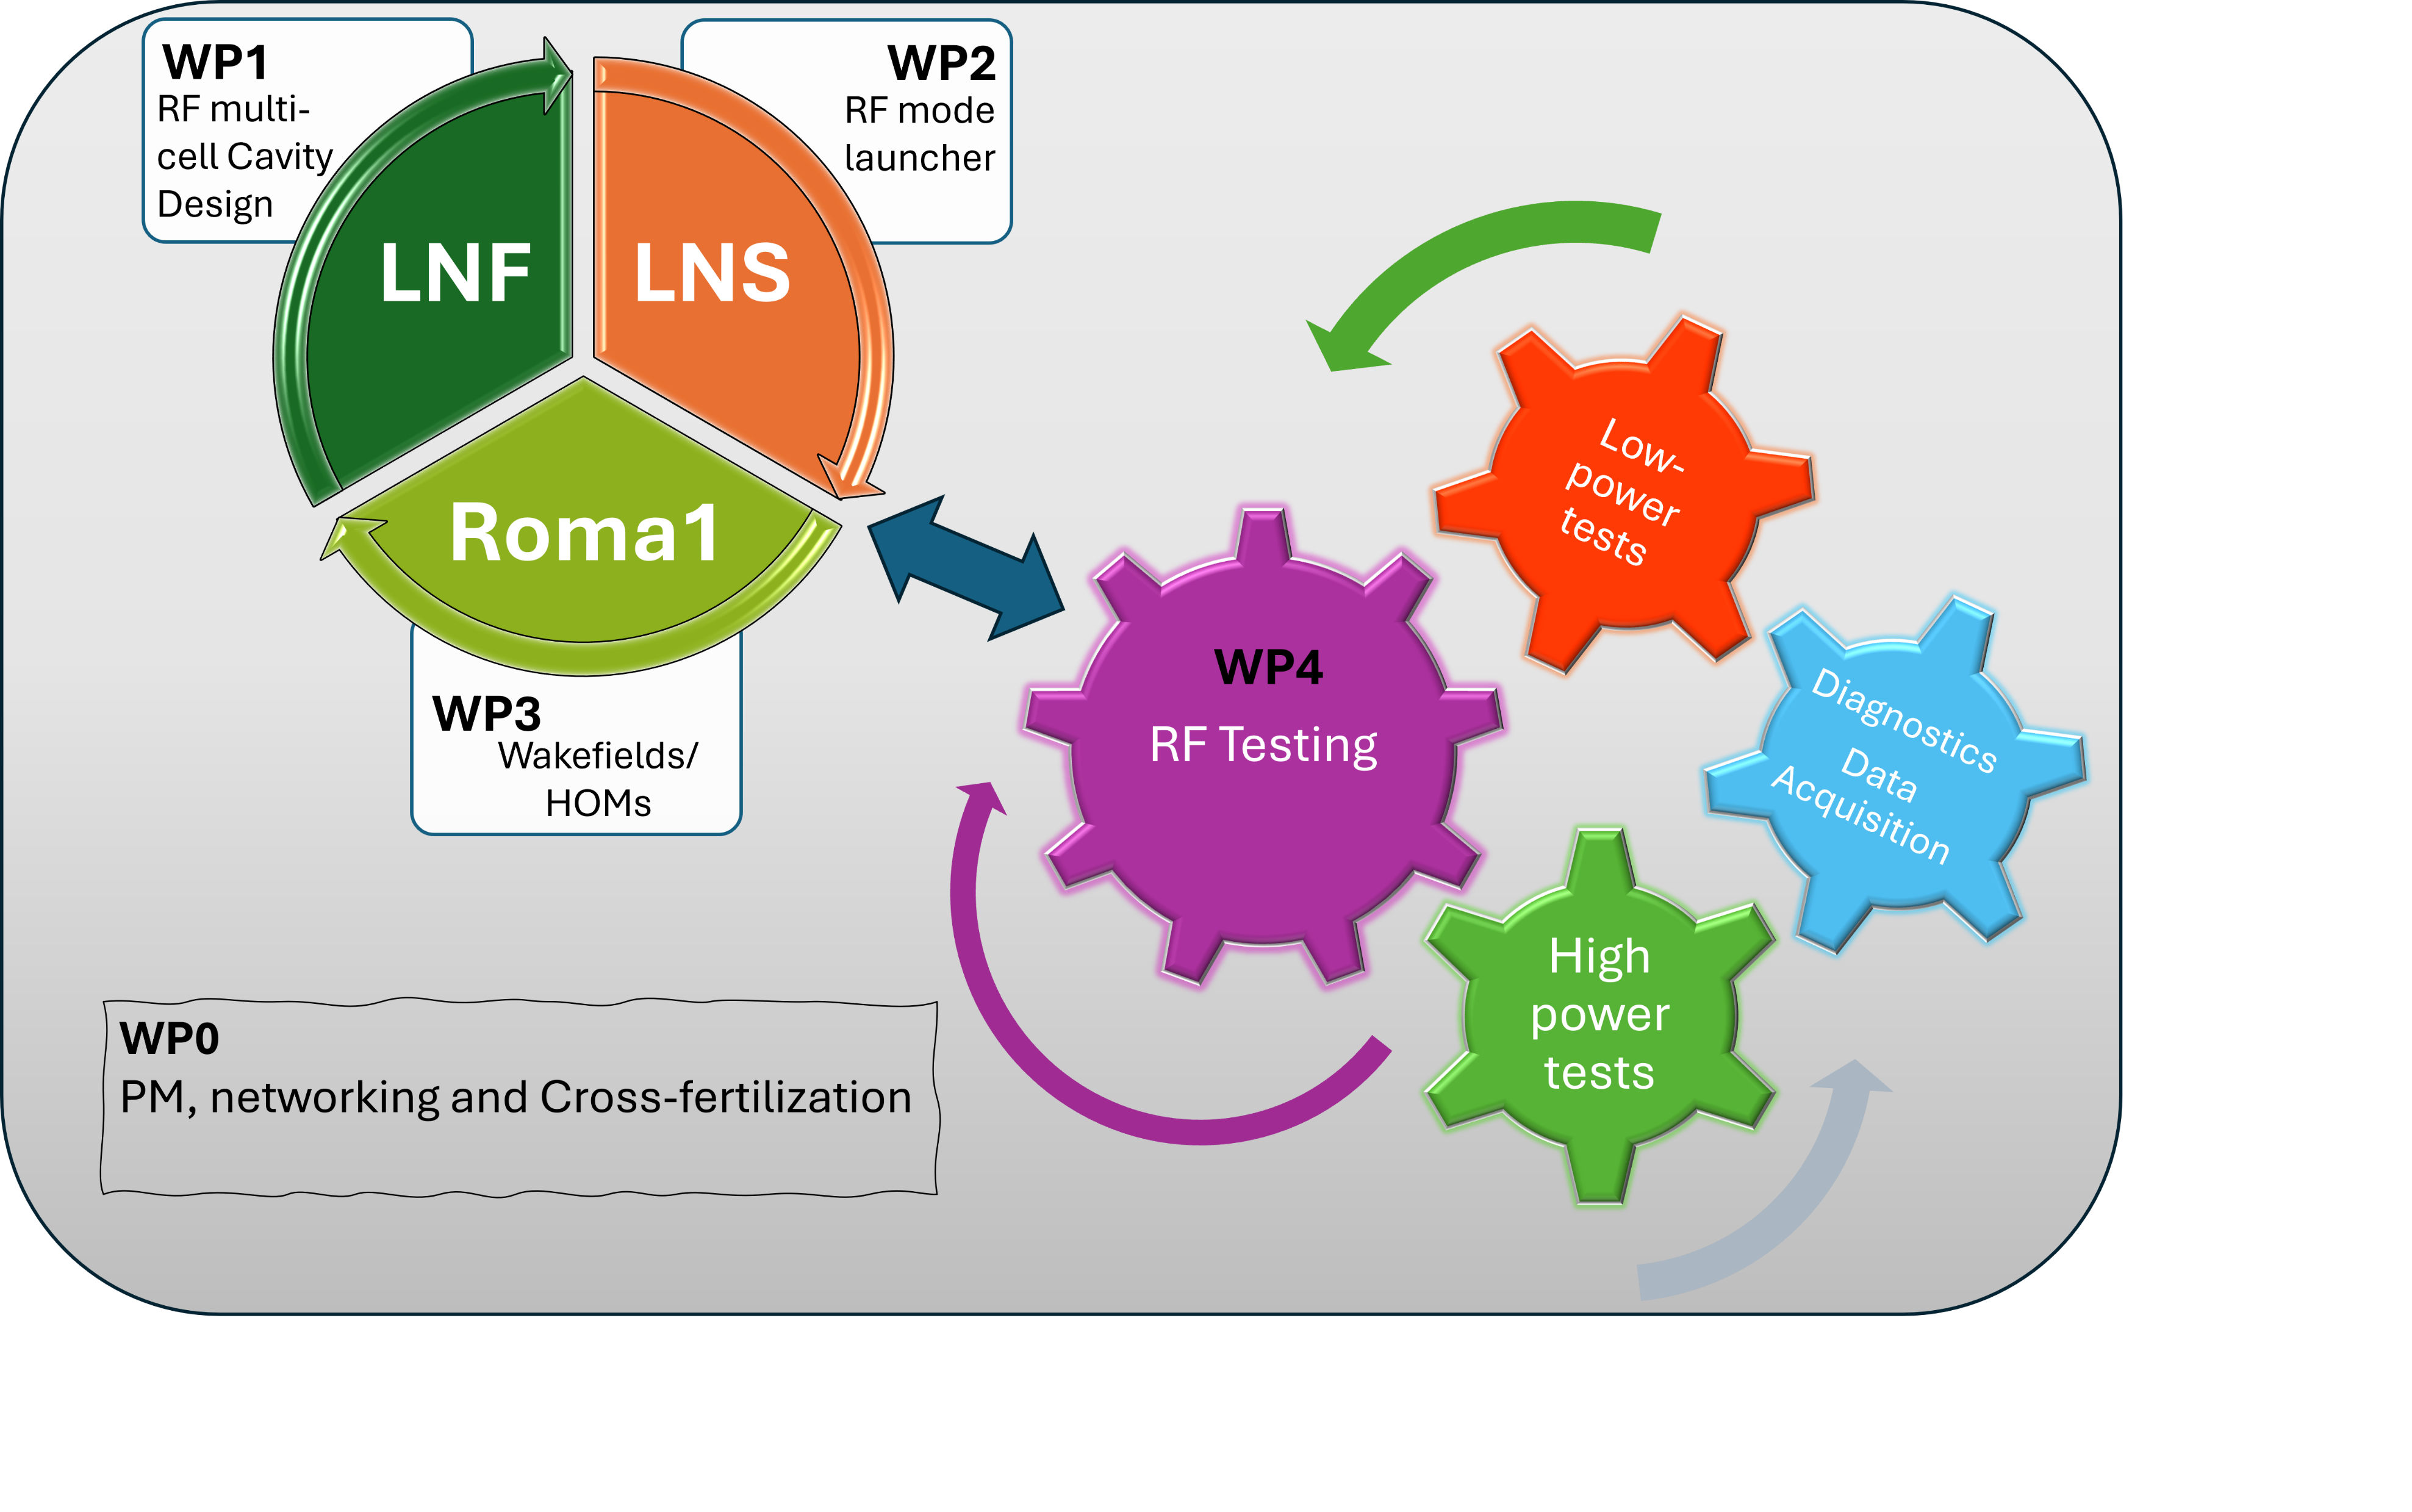 WP1
RF multi-
cell Cavity
Design
WP2
RF mode
launcher
LNF
LNS
Roma1
WP3
Wakefields/
HOMs
WP4
RF Testing
Low-
power
tests
Diagnostics
Data
Acquisition
High
power
tests
WP0
PM, networking and Cross-fertilization